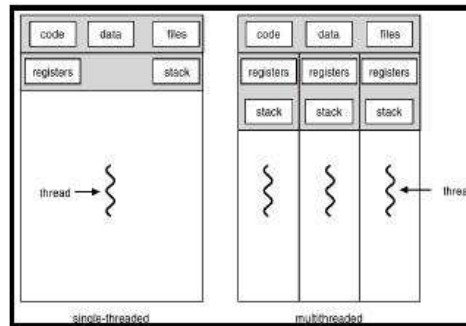 code data files
registers stack
thread
single-threaded
code data files
registers registers registers
stack stack stack
multithreaded